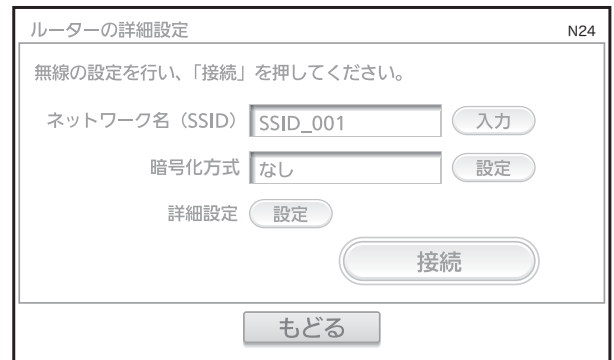 ルーターの詳細設定 N24
無線の設定を行い、「接続」を押してください。
ネットワーク名（SSID） SSID_001 入力
暗号化方式 なし 設定
詳細設定 設定
接続
もどる